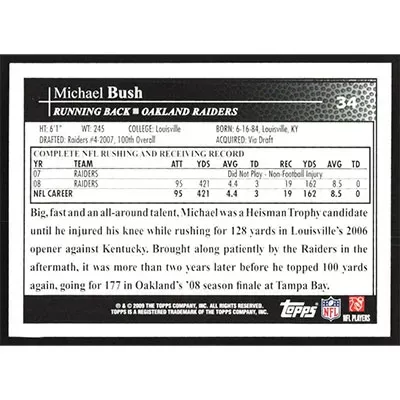 Michael Bush
34
RUNNING BACK ■ OAKLAND RAIDERS
HT: 6'1" WT: 245 COLLEGE: Louisville BORN: 6-16-84, Louisville, KY
DRAFTED: Raiders #4-2007, 100th Overall ACQUIRED: Via Draft
COMPLETE NFL RUSHING AND RECEIVING RECORD
YR TEAM ATT YDS AVG TD REC YDS AVG TD
07 RAIDERS Did Not Play - Non-Football Injury
08 RAIDERS 95 421 4.4 3 19 162 8.5 0
NFL CAREER 95 421 4.4 3 19 162 8.5 0
Big, fast and an all-around talent, Michael was a Heisman Trophy candidate
until he injured his knee while rushing for 128 yards in Louisville's 2006
opener against Kentucky. Brought along patiently by the Raiders in the
aftermath, it was more than two years later before he topped 100 yards
again, going for 177 in Oakland's '08 season finale at Tampa Bay.
® & © 2009 THE TOPPS COMPANY, INC. ALL RIGHTS RESERVED.
TOPPS IS A REGISTERED TRADEMARK OF THE TOPPS COMPANY, INC.
Topps
NFL
NFL PLAYERS